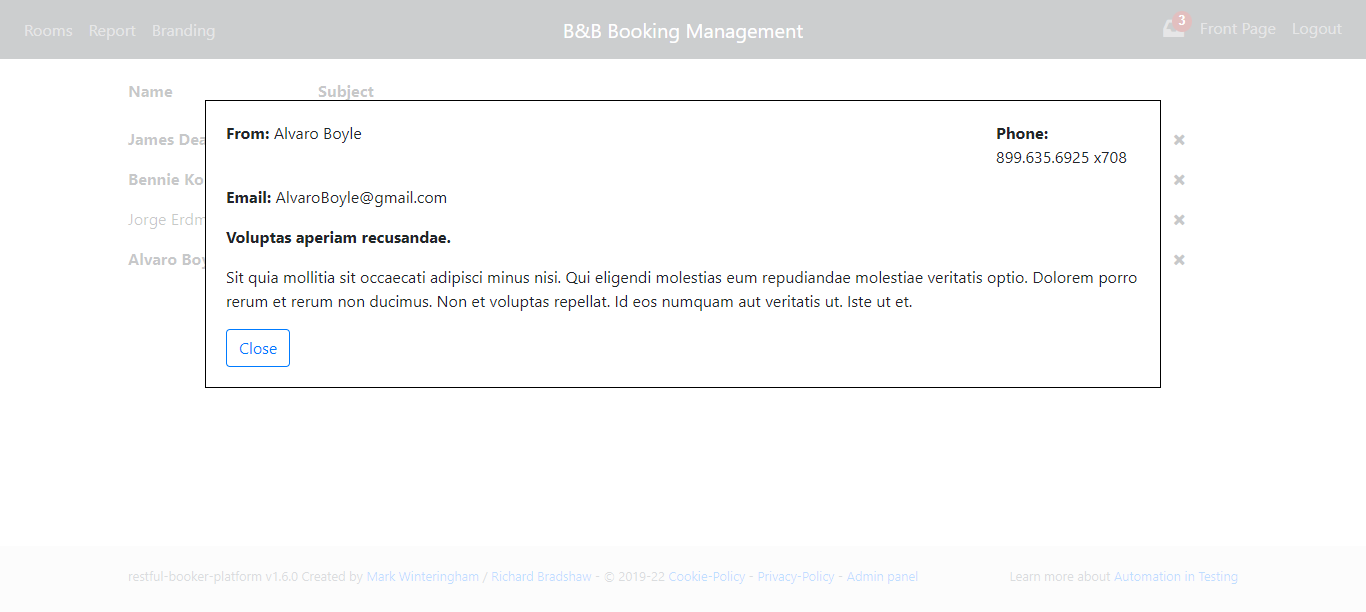 Rooms Report Branding B&B Booking Management 3 Front Page Logout
Name Subject
From: Alvaro Boyle Phone:
899.635.6925 x708
James Dea
Bennie Ko
Email: AlvaroBoyle@gmail.com
Jorge Erdm
Voluptas aperiam recusandae.
Alvaro Boy
Sit quia mollitia sit occaecati adipisci minus nisi. Qui eligendi molestias eum repudiandae molestiae veritatis optio. Dolorem porro
rerum et rerum non ducimus. Non et voluptas repellat. Id eos numquam aut veritatis ut. Iste ut et.
Close
restful-booker-platform v1.6.0 Created by Mark Winteringham / Richard Bradshaw - © 2019-22 Cookie-Policy - Privacy-Policy - Admin panel Learn more about Automation in Testing